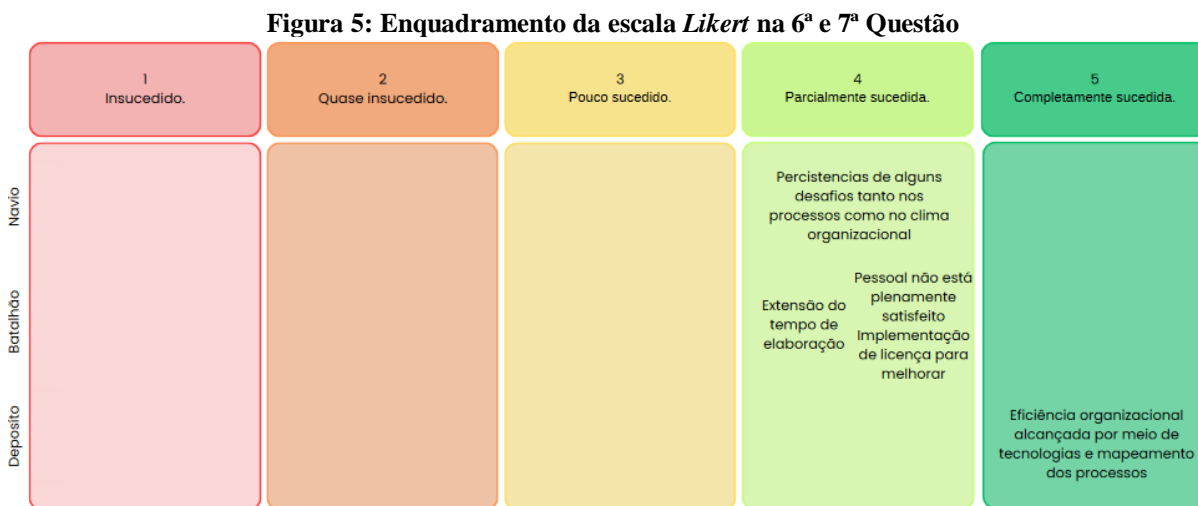 Figura 5: Enquadramento da escala Likert na 6ª e 7ª Questão
1
Insucedido.
2
Quase insucedido.
3
Pouco sucedido.
4
Parcialmente sucedida.
5
Completamente sucedida.
Navio
Percistencias de alguns
desafios tanto nos
processos como no clima
organizacional
Batalhão
Extensão do
tempo de
elaboração
Pessoal não está
plenamente
satisfeito
Implementação
de licença para
melhorar
Deposíto
Eficiência organizacional
alcançada por meio de
tecnologias e mapeamento
dos processos